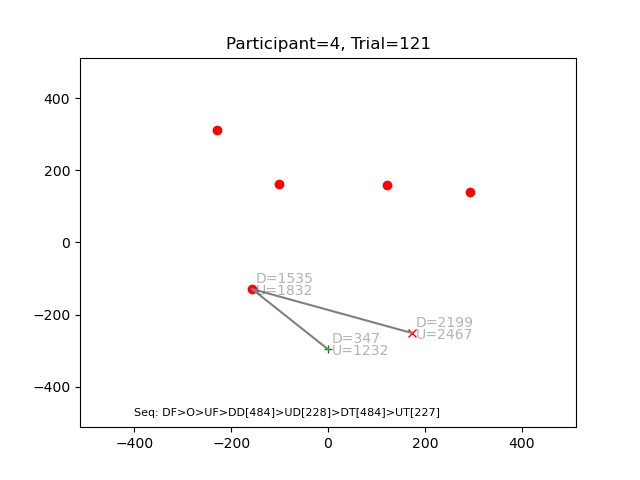 Participant=4, Trial=121
400
200
0
−200
−400
D=1535
U=1832
D=2199
U=2467
D=347
U=1232
Seq: DF>O>UF>DD[484]>UD[228]>DT[484]>UT[227]
−400
−200
0
200
400